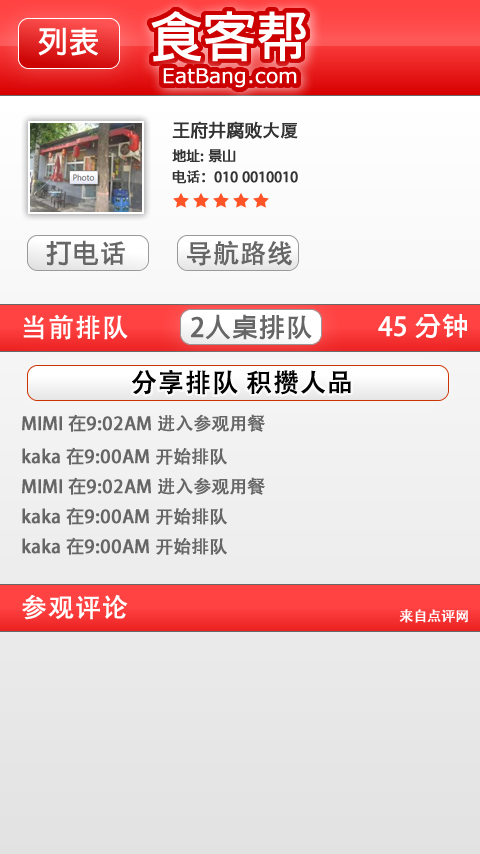 列表
食客帮
EatBang.com
Photo
王府井腐败大厦
地址: 景山
电话：010 0010010
打电话
导航路线
当前排队
2人桌排队
45 分钟
分享排队 积攒人品
MIMI 在9:02AM 进入参观用餐
kaka 在9:00AM 开始排队
MIMI 在9:02AM 进入参观用餐
kaka 在9:00AM 开始排队
kaka 在9:00AM 开始排队
参观评论
来自点评网